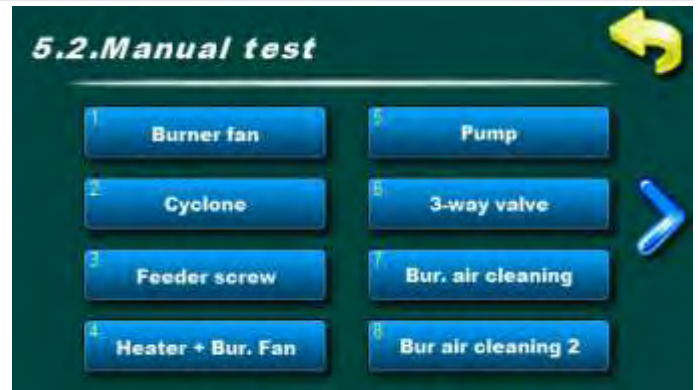 5.2.Manual test
1
Burner fan
2
Cyclone
3
Feeder screw
4
Heater + Bur. Fan
5
Pump
6
3-way valve
7
Bur. air cleaning
8
Bur air cleaning 2